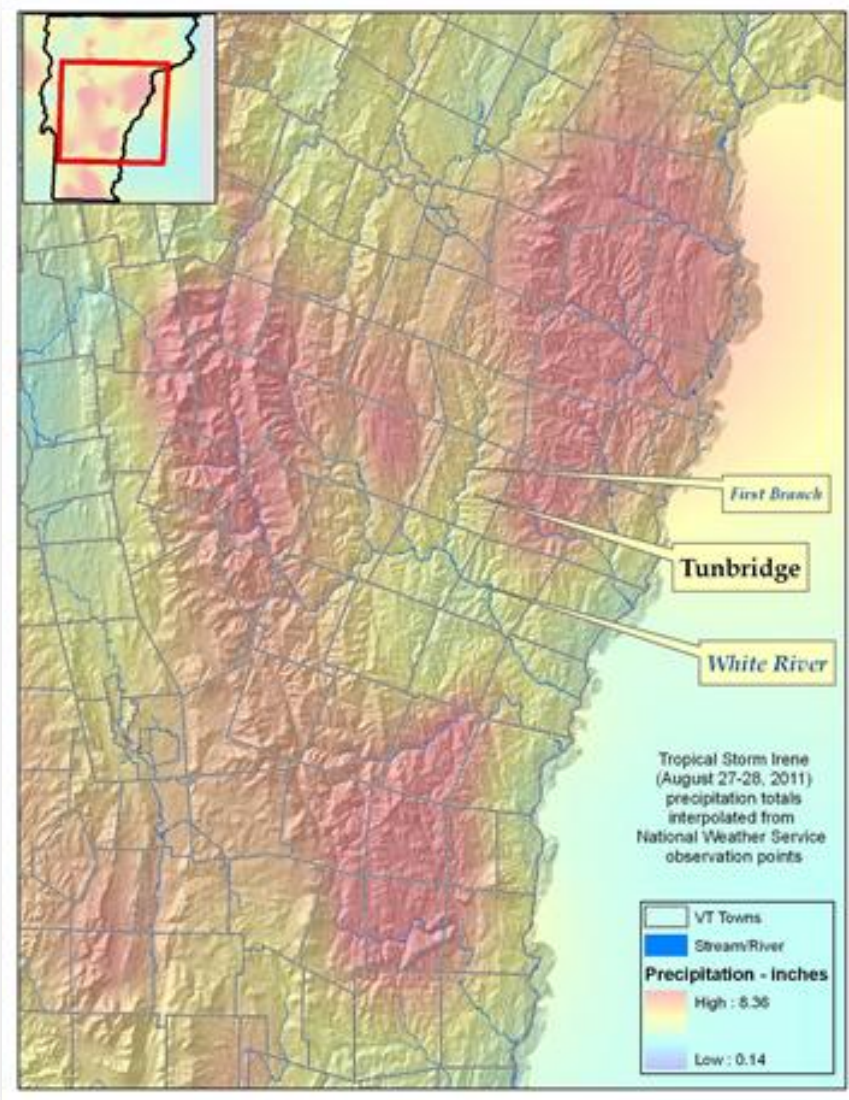 First Branch
Tunbridge
White River
Tropical Storm Irene
(August 27-28, 2011)
precipitation totals
interpolated from
National Weather Service
observation points
VT Towns
Stream/River
Precipitation - inches
High : 8.36
Low : 0.14